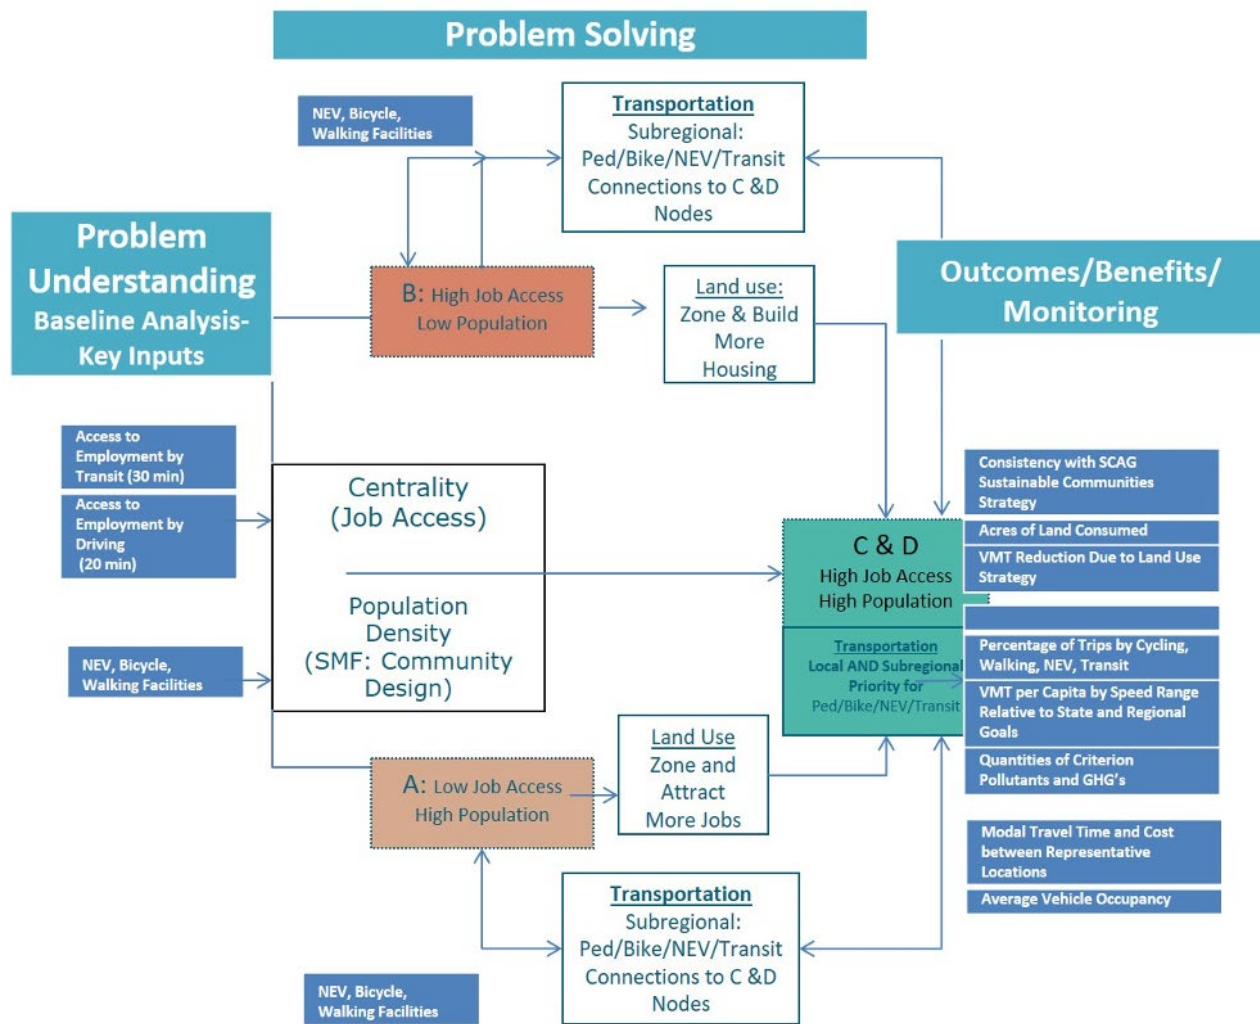 Problem Solving
NEV, Bicycle,
Walking Facilities
Transportation
Subregional:
Ped/Bike/NEV/Transit
Connections to C &D
Nodes
Problem
Understanding
Baseline Analysis-
Key Inputs
B: High Job Access
Low Population
Land use:
Zone & Build
More
Housing
Outcomes/Benefits/
Monitoring
Access to
Employment by
Transit (30 min)
Access to
Employment by
Driving
(20 min)
NEV, Bicycle,
Walking Facilities
Centrality
(Job Access)
Population
Density
(SMF: Community
Design)
C & D
High Job Access
High Population
Transportation
Local AND Subregional
Priority for
Ped/Bike/NEV/Transit
Consistency with SCAG
Sustainable Communities
Strategy
Acres of Land Consumed
VMT Reduction Due to Land Use
Strategy
Percentage of Trips by Cycling,
Walking, NEV, Transit
VMT per Capita by Speed Range
Relative to State and Regional
Goals
Quantities of Criterion
Pollutants and GHG's
Modal Travel Time and Cost
between Representative
Locations
Average Vehicle Occupancy
A: Low Job Access
High Population
Land Use
Zone and
Attract
More Jobs
Transportation
Subregional:
Ped/Bike/NEV/Transit
Connections to C &D
Nodes
NEV, Bicycle,
Walking Facilities